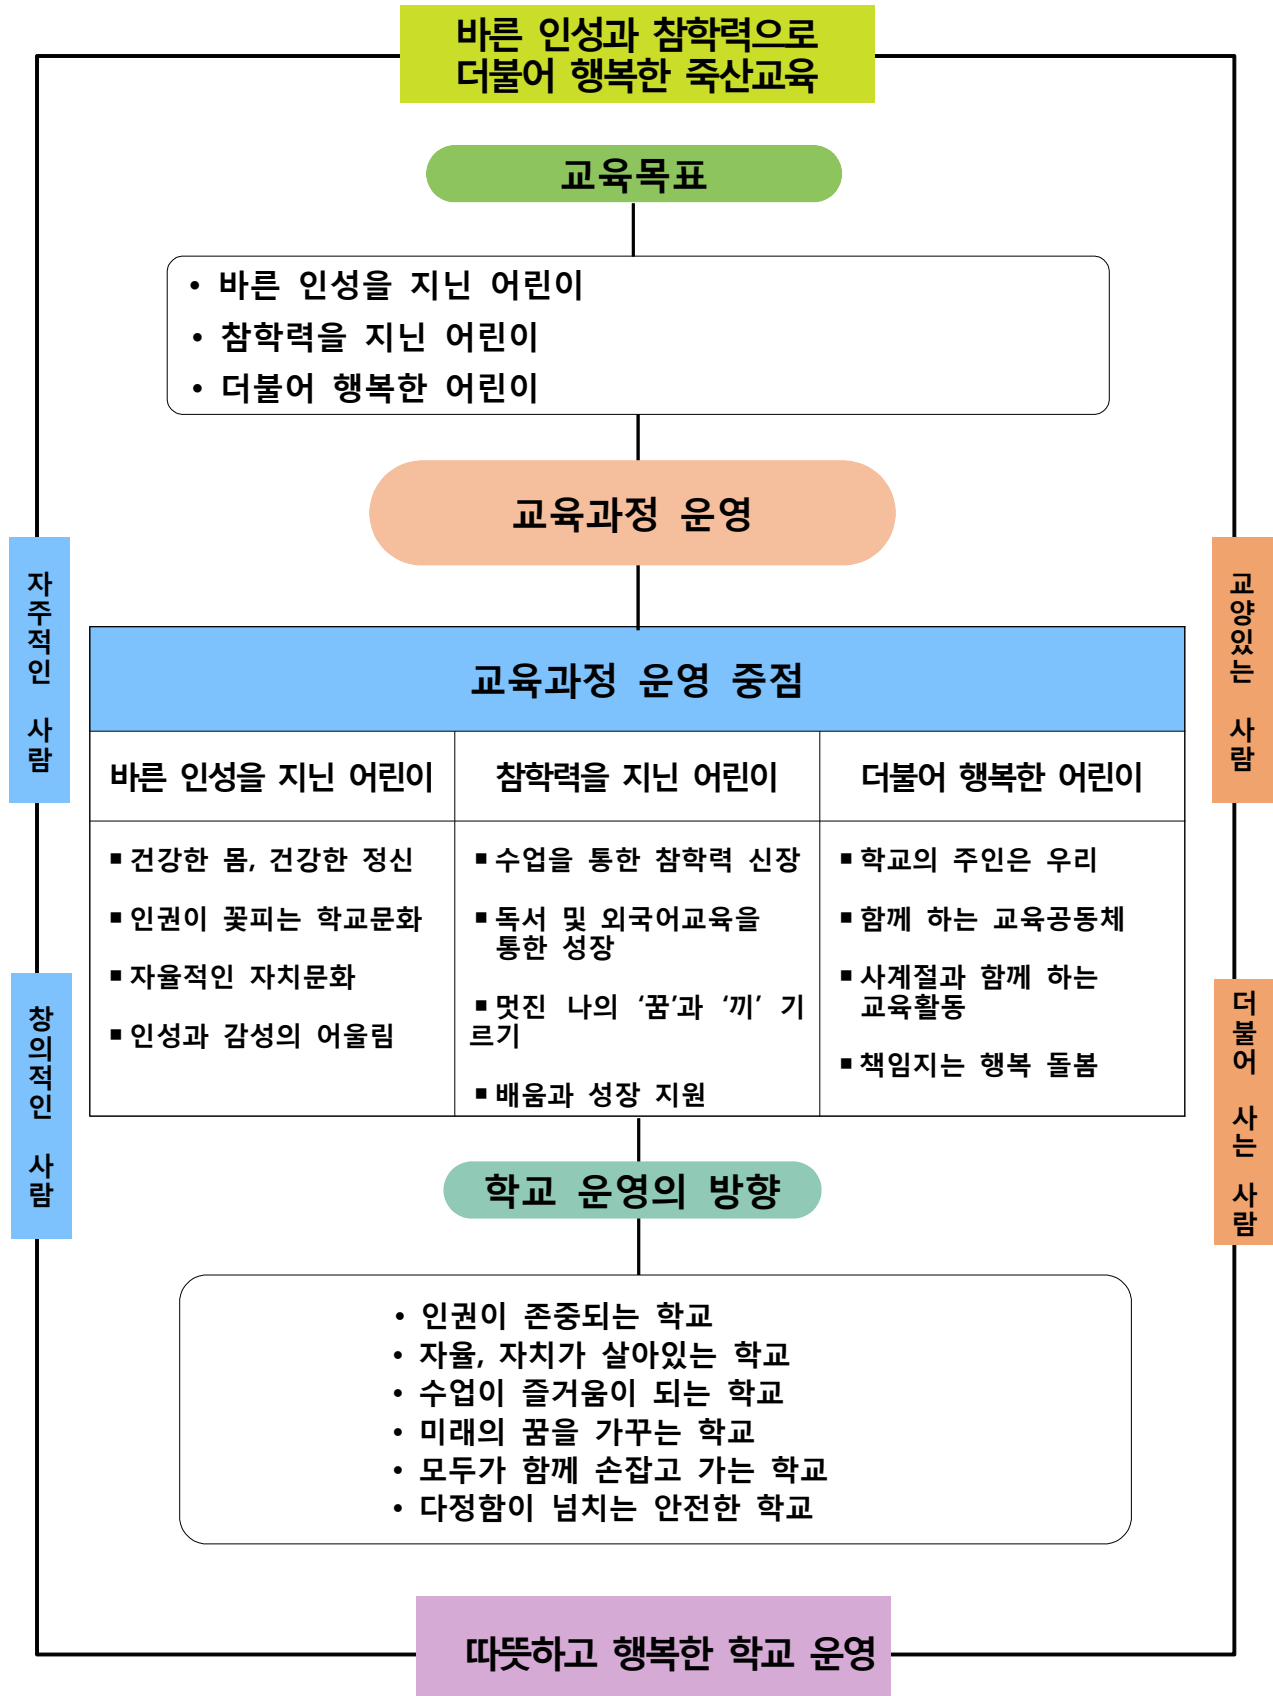 바른 인성과 참학력으로
더불어 행복한 죽산교육
교육목표
• 바른 인성을 지닌 어린이
• 참학력을 지닌 어린이
• 더불어 행복한 어린이
교육과정 운영
자주적인 사람
교양있는 사람
교육과정 운영 중점
바른 인성을 지닌 어린이
참학력을 지닌 어린이
더불어 행복한 어린이
▪ 건강한 몸, 건강한 정신
▪ 인권이 꽃피는 학교문화
▪ 자율적인 자치문화
▪ 인성과 감성의 어울림
▪ 수업을 통한 참학력 신장
▪ 독서 및 외국어교육을
통한 성장
▪ 멋진 나의 ‘꿈’과 ‘끼’ 기
르기
▪ 배움과 성장 지원
▪ 학교의 주인은 우리
▪ 함께 하는 교육공동체
▪ 사계절과 함께 하는
교육활동
▪ 책임지는 행복 돌봄
창의적인 사람
더불어 사는 사람
학교 운영의 방향
• 인권이 존중되는 학교
• 자율, 자치가 살아있는 학교
• 수업이 즐거움이 되는 학교
• 미래의 꿈을 가꾸는 학교
• 모두가 함께 손잡고 가는 학교
• 다정함이 넘치는 안전한 학교
따뜻하고 행복한 학교 운영